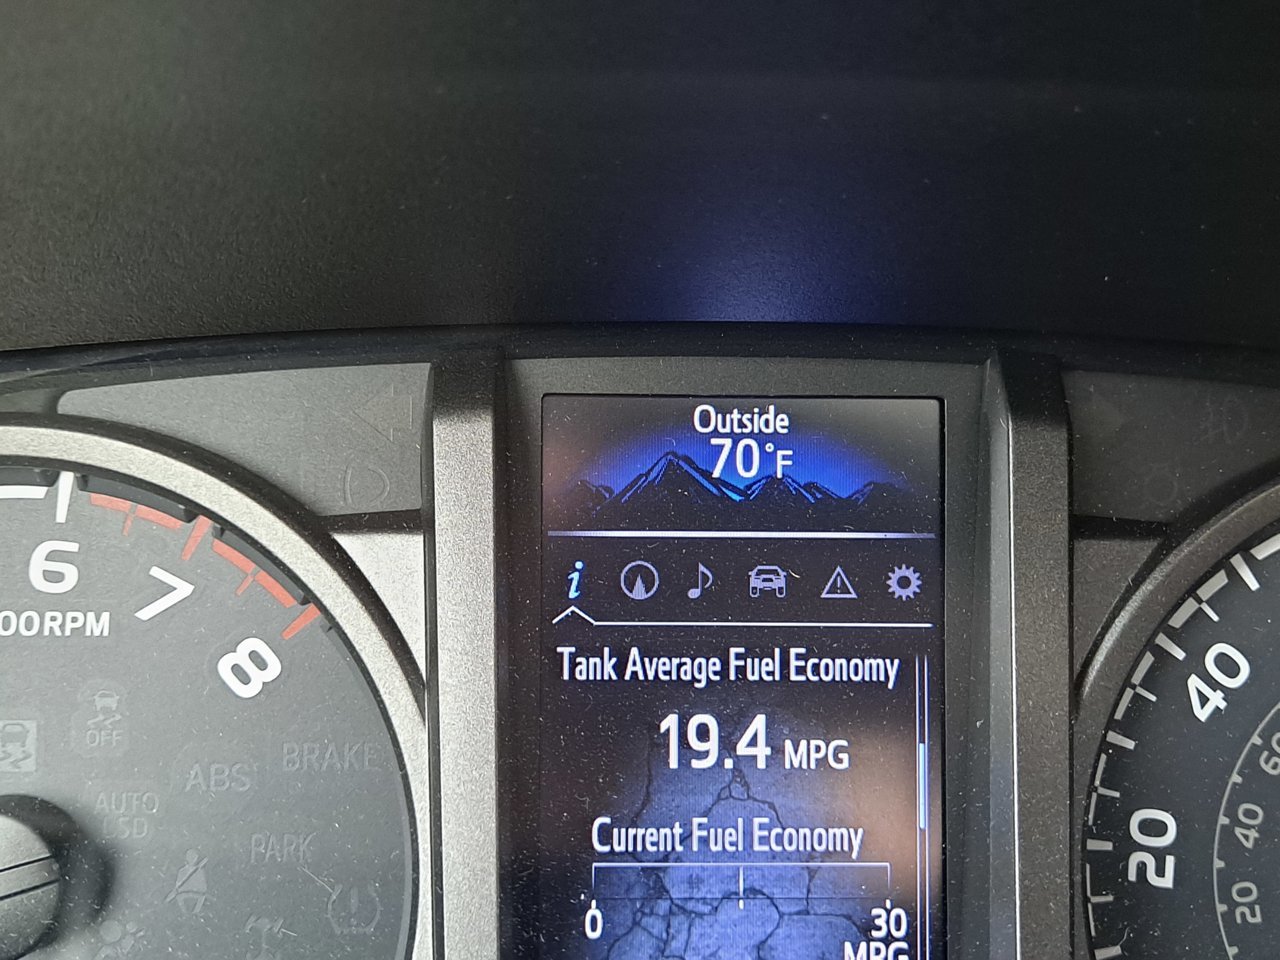 Outside
70°F
i
Tank Average Fuel Economy
19.4 MPG
Current Fuel Economy
0 30
MPG
6
7
8
00RPM
OFF
ABS
BRAKE
AUTO
LSD
PARK
40
20
60
40
20